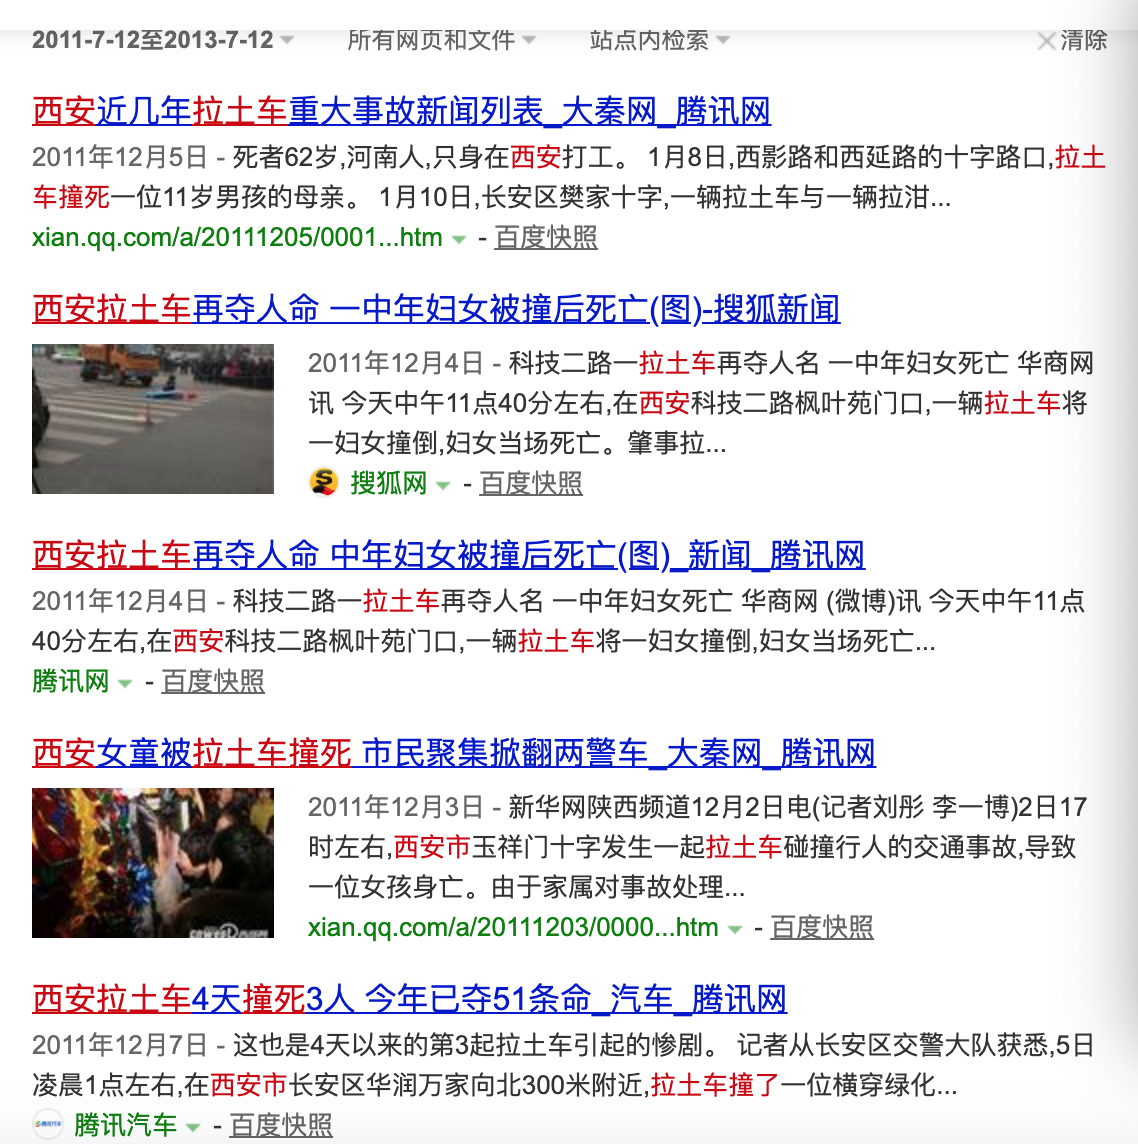 2011-7-12至2013-7-12 所有网页和文件 站点内检索 清除
西安近几年拉土车重大事故新闻列表_大秦网_腾讯网
2011年12月5日 - 死者62岁,河南人,只身在西安打工。 1月8日,西影路和西延路的十字路口,拉土
车撞死一位11岁男孩的母亲。 1月10日,长安区樊家十字,一辆拉土车与一辆拉泔...
xian.qq.com/a/20111205/0001...htm - 百度快照
西安拉土车再夺人命 一中年妇女被撞后死亡(图)-搜狐新闻
2011年12月4日 - 科技二路一拉土车再夺人名 一中年妇女死亡 华商网
讯 今天中午11点40分左右,在西安科技二路枫叶苑门口,一辆拉土车将
一妇女撞倒,妇女当场死亡。肇事拉...
搜狐网 - 百度快照
西安拉土车再夺人命 中年妇女被撞后死亡(图)_新闻_腾讯网
2011年12月4日 - 科技二路一拉土车再夺人名 一中年妇女死亡 华商网 (微博)讯 今天中午11点
40分左右,在西安科技二路枫叶苑门口,一辆拉土车将一妇女撞倒,妇女当场死亡...
腾讯网 - 百度快照
西安女童被拉土车撞死 市民聚集掀翻两警车_大秦网_腾讯网
2011年12月3日 - 新华网陕西频道12月2日电(记者刘彤 李一博)2日17
时左右,西安市玉祥门十字发生一起拉土车碰撞行人的交通事故,导致
一位女孩身亡。由于家属对事故处理...
xian.qq.com/a/20111203/0000...htm - 百度快照
西安拉土车4天撞死3人 今年已夺51条命_汽车_腾讯网
2011年12月7日 - 这也是4天以来的第3起拉土车引起的惨剧。 记者从长安区交警大队获悉,5日
凌晨1点左右,在西安市长安区华润万家向北300米附近,拉土车撞了一位横穿绿化...
腾讯汽车 - 百度快照